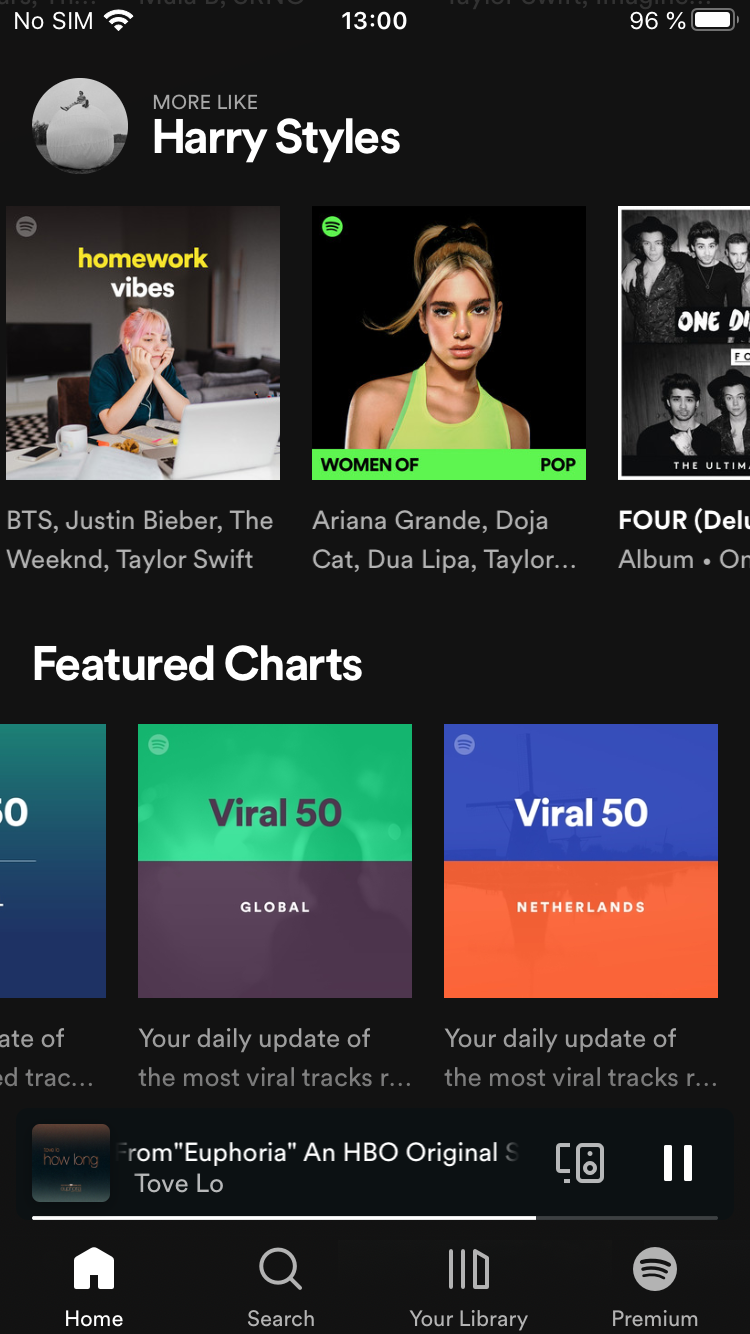 No SIM 13:00 96 %
MORE LIKE
Harry Styles
homework
vibes
WOMEN OF POP
ONE DI
FO
THE ULTIMA
BTS, Justin Bieber, The
Weeknd, Taylor Swift
Ariana Grande, Doja
Cat, Dua Lipa, Taylor...
FOUR (Delu
Album • On
Featured Charts
50
Viral 50
GLOBAL
Viral 50
NETHERLANDS
ate of
ed trac...
Your daily update of
the most viral tracks r...
Your daily update of
the most viral tracks r...
how long
From"Euphoria" An HBO Original S
Tove Lo
Home
Search
Your Library
Premium